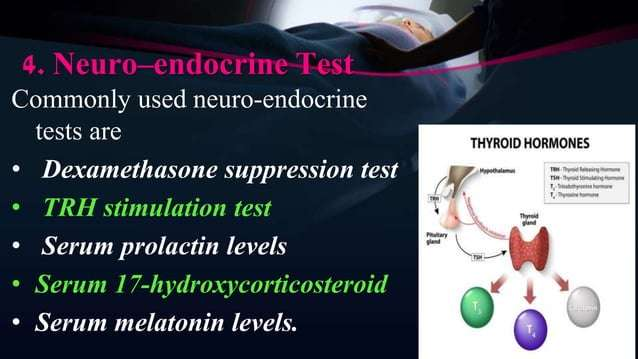 4. Neuro–endocrine Test
Commonly used neuro-endocrine
tests are
• Dexamethasone suppression test
• TRH stimulation test
• Serum prolactin levels
• Serum 17-hydroxycorticosteroid
• Serum melatonin levels.
THYROID HORMONES
TRH - Thyroid Releasing Hormone
TSH - Thyroid Stimulating Hormone
T3 - Triiodothyronine hormone
T4 - Thyroxine hormone
Hypothalamus
TRH
Pituitary
gland
Thyroid
gland
TSH
T3
T4